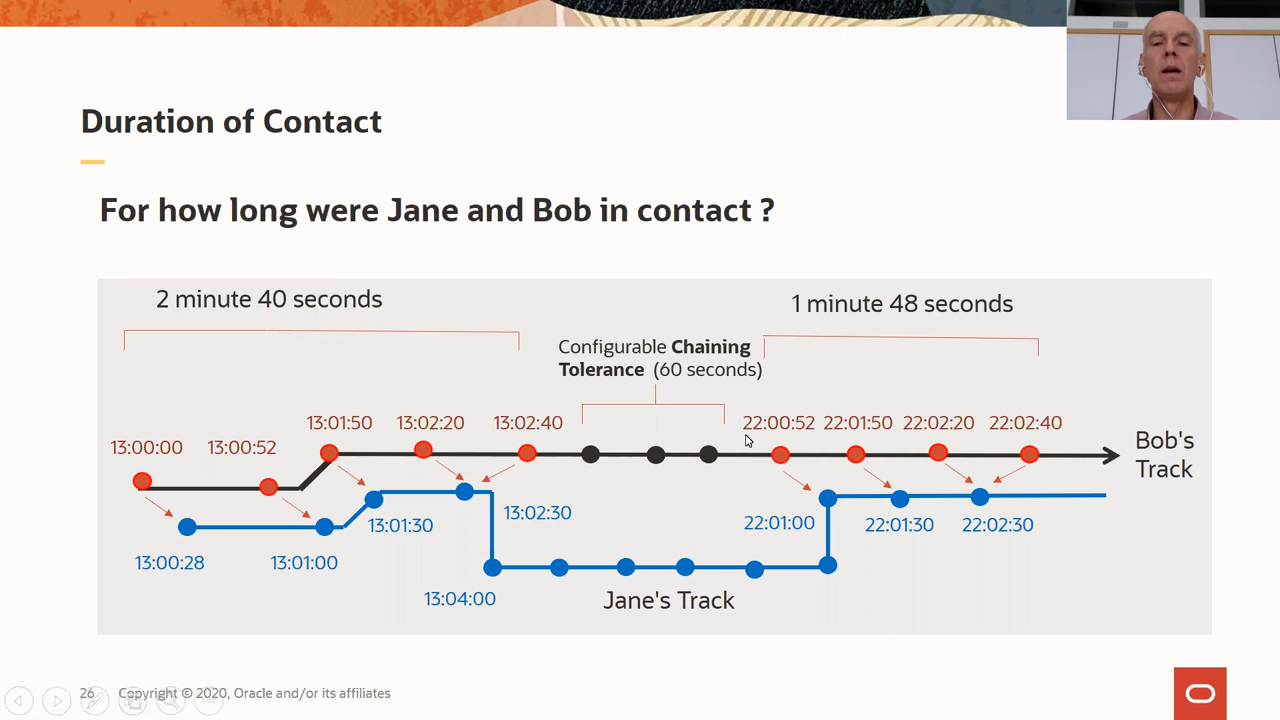 Duration of Contact
For how long were Jane and Bob in contact ?
2 minute 40 seconds
1 minute 48 seconds
Configurable Chaining
Tolerance (60 seconds)
13:01:50
13:02:20
13:02:40
22:00:52
22:01:50
22:02:20
22:02:40
13:00:00
13:00:52
Bob's
Track
13:00:28
13:01:00
13:01:30
13:02:30
22:01:00
22:01:30
22:02:30
13:04:00
Jane's Track
26 Copyright © 2020, Oracle and/or its affiliates